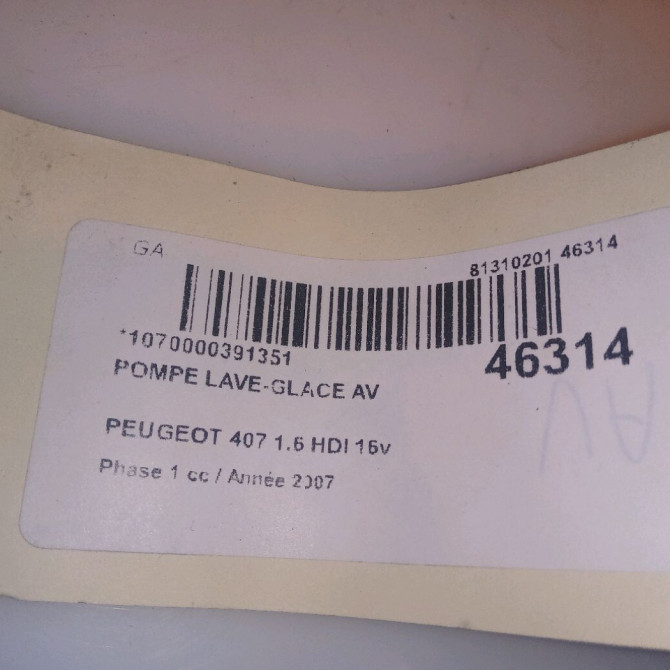 GA
81310201 46314
*1070000391351
46314
POMPE LAVE-GLACE AV
PEUGEOT 407 1.6 HDI 16v
Phase 1 cc / Année 2007
AV